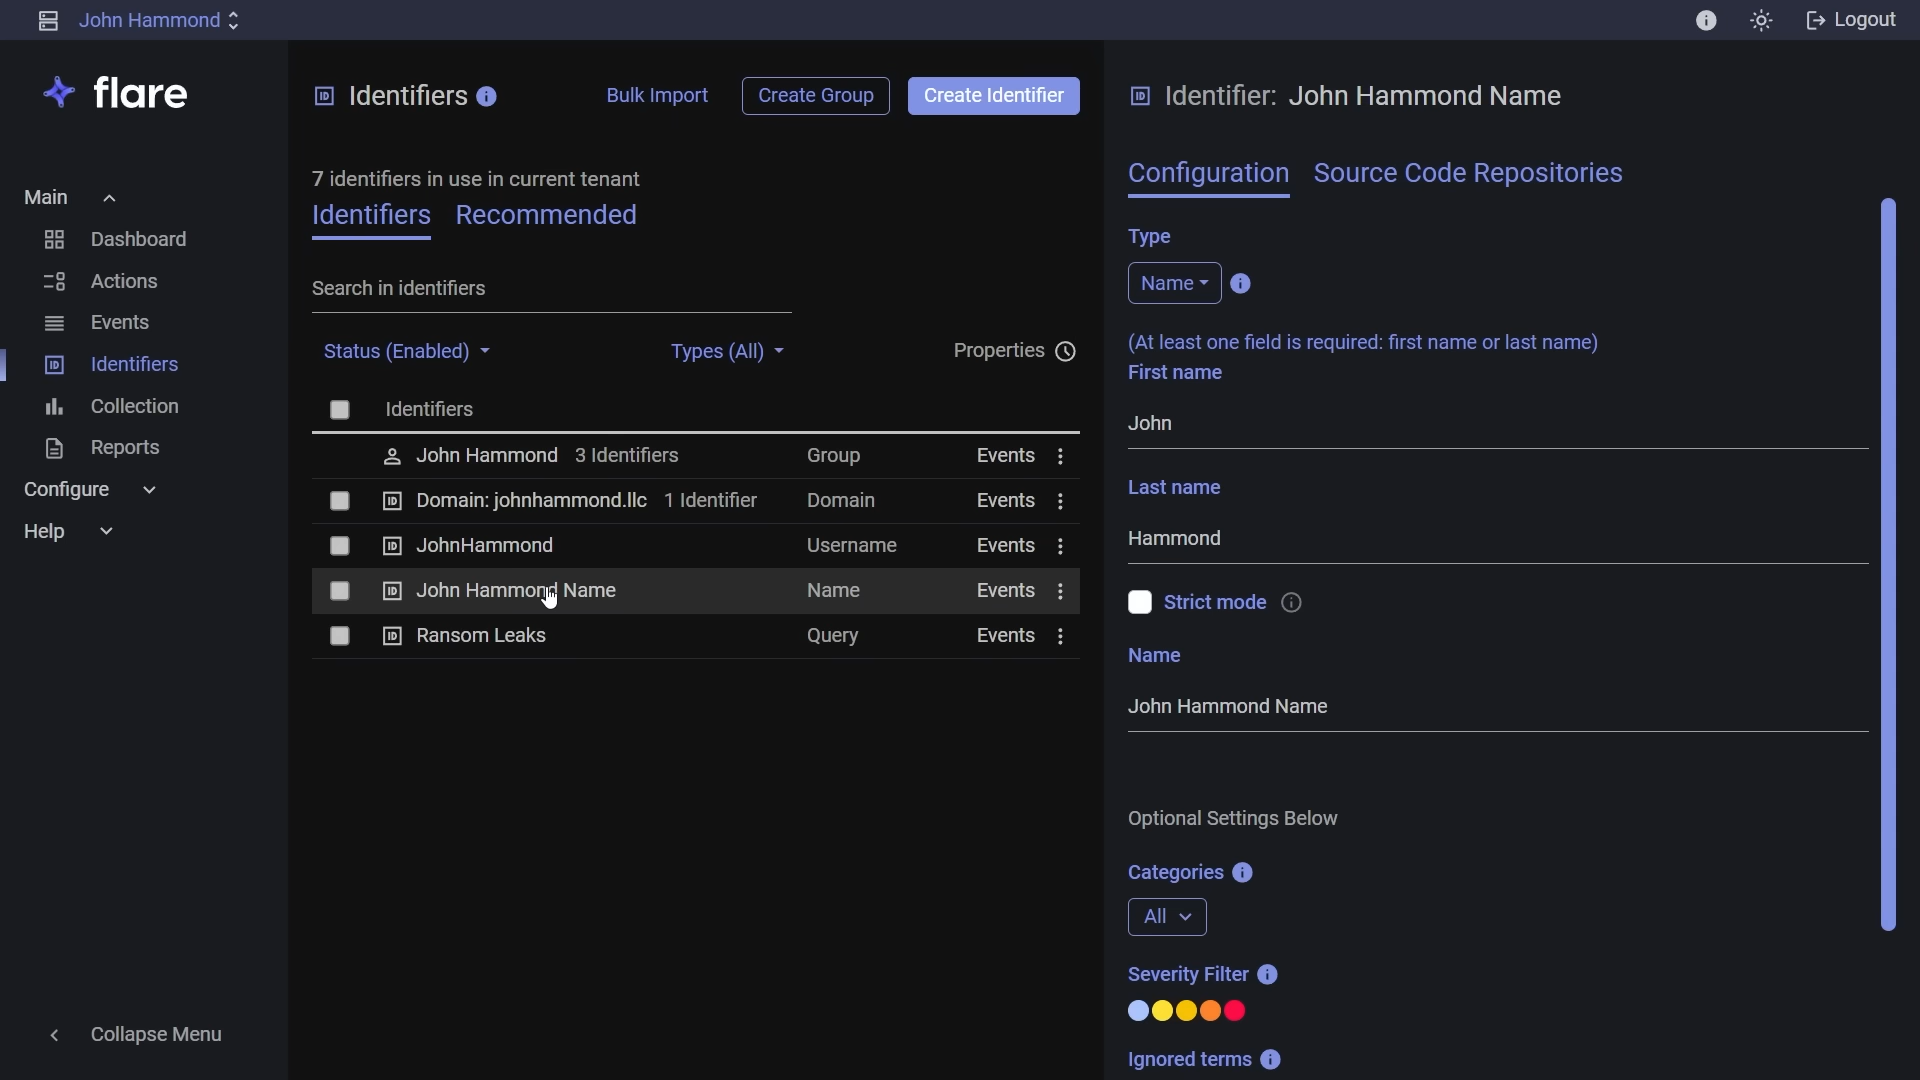 John Hammond
Logout
flare
Main
Dashboard
Actions
Events
Identifiers
Collection
Reports
Configure
Help
Collapse Menu
Identifiers
Bulk Import
Create Group
Create Identifier
7 identifiers in use in current tenant
Identifiers Recommended
Search in identifiers
Status (Enabled) Types (All) Properties
Identifiers
John Hammond 3 Identifiers Group Events
Domain: johnhammond.llc 1 Identifier Domain Events
JohnHammond Username Events
John Hammond Name Name Events
Ransom Leaks Query Events
Identifier: John Hammond Name
Configuration Source Code Repositories
Type
Name
(At least one field is required: first name or last name)
First name
John
Last name
Hammond
Strict mode
Name
John Hammond Name
Optional Settings Below
Categories
All
Severity Filter
Ignored terms